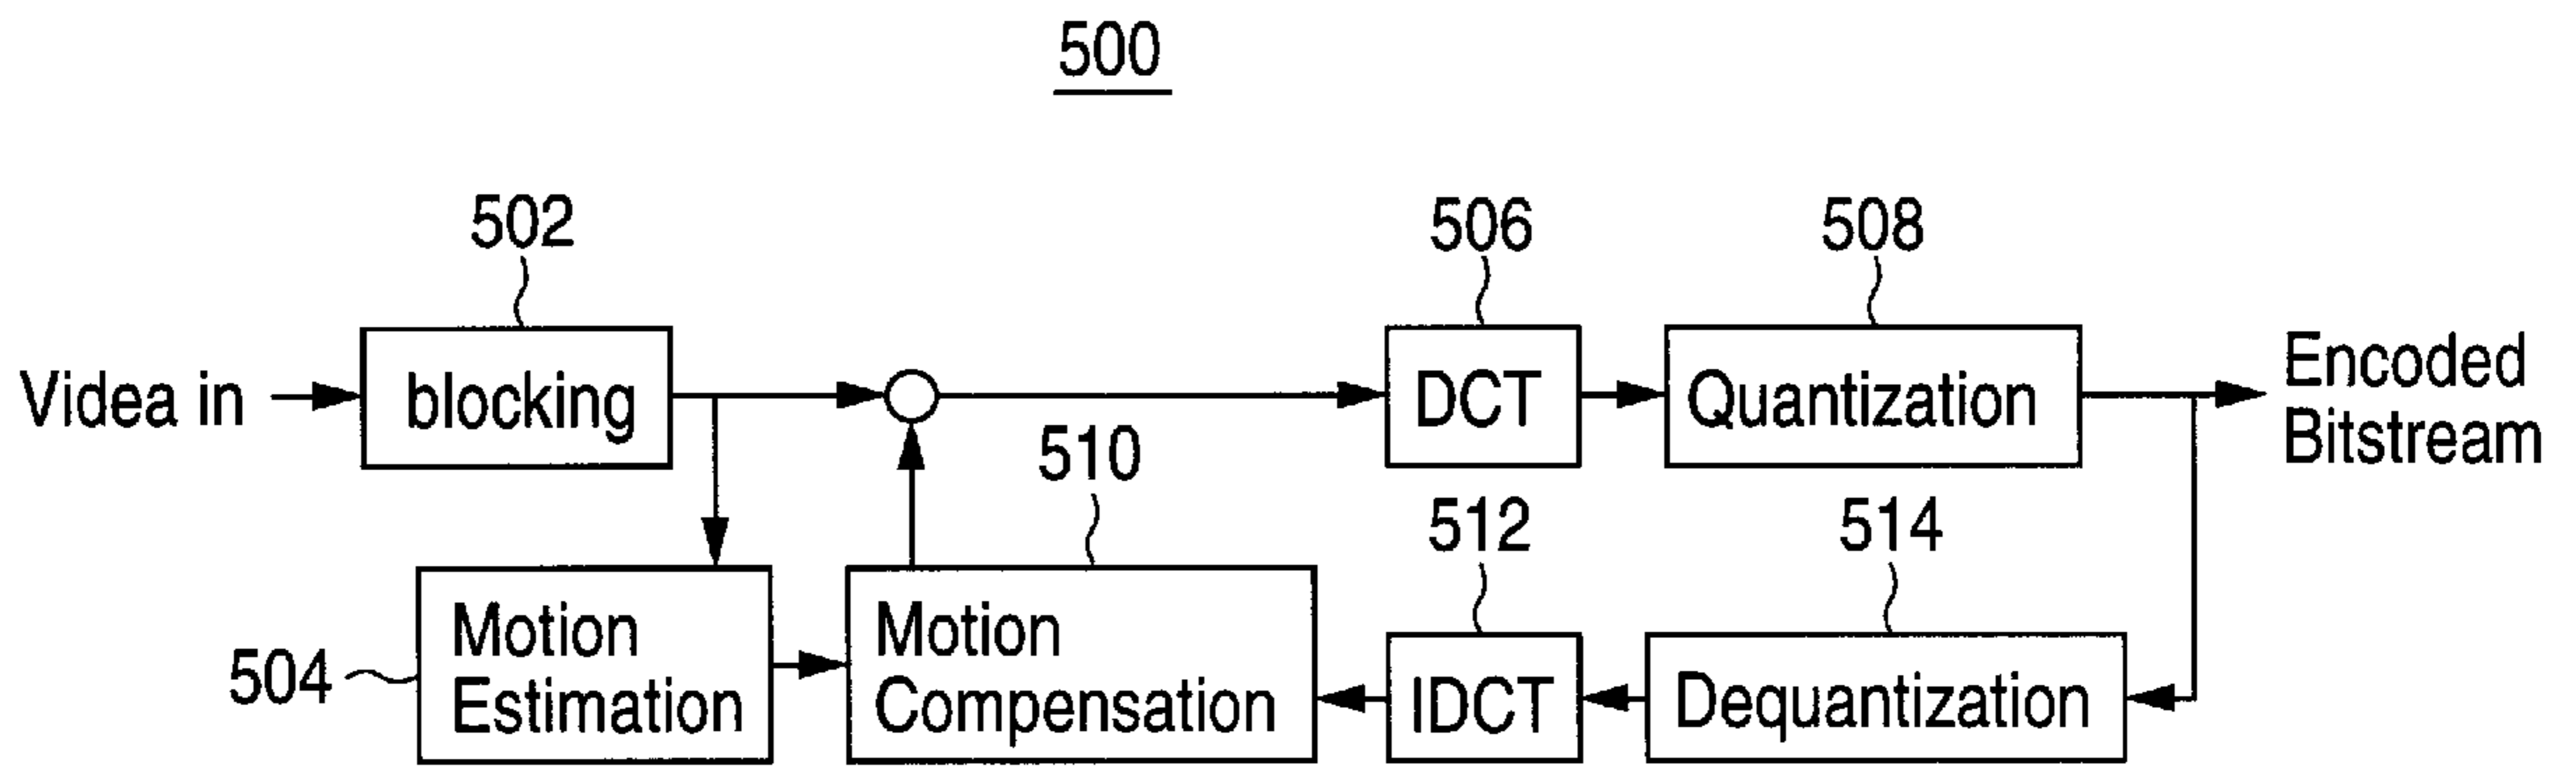 500
502
506
508
Videa in
blocking
DCT
Quantization
Encoded
Bitstream
510
512
514
504
Motion
Estimation
Motion
Compensation
IDCT
Dequantization